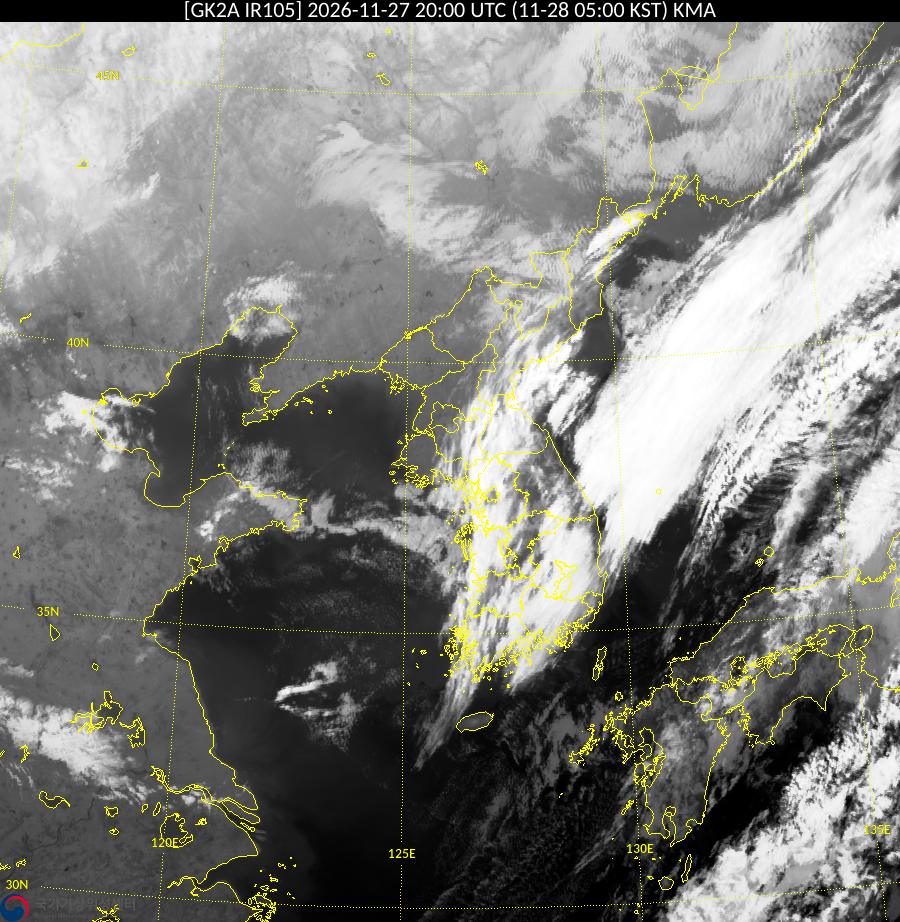 [GK2A IR105] 2026-11-27 20:00 UTC (11-28 05:00 KST) KMA
45N
40N
35N
120E
125E
130E
135E
30N